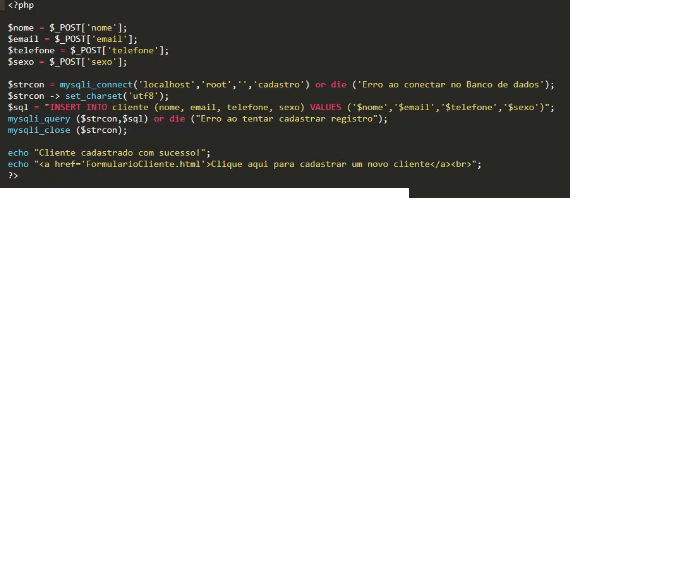 <?php
$nome = $_POST['nome'];
$email = $_POST['email'];
$telefone = $_POST['telefone'];
$sexo = $_POST['sexo'];
$strcon = mysqli_connect('localhost','root','','cadastro') or die ('Erro ao conectar no Banco de dados');
$strcon -> set_charset('utf8');
$sql = "INSERT INTO cliente (nome, email, telefone, sexo) VALUES ('$nome','$email','$telefone','$sexo')";
mysqli_query ($strcon,$sql) or die ("Erro ao tentar cadastrar registro");
mysqli_close ($strcon);
echo "Cliente cadastrado com sucesso!";
echo "<a href='FormularioCliente.html'>Clique aqui para cadastrar um novo cliente</a><br>";
?>